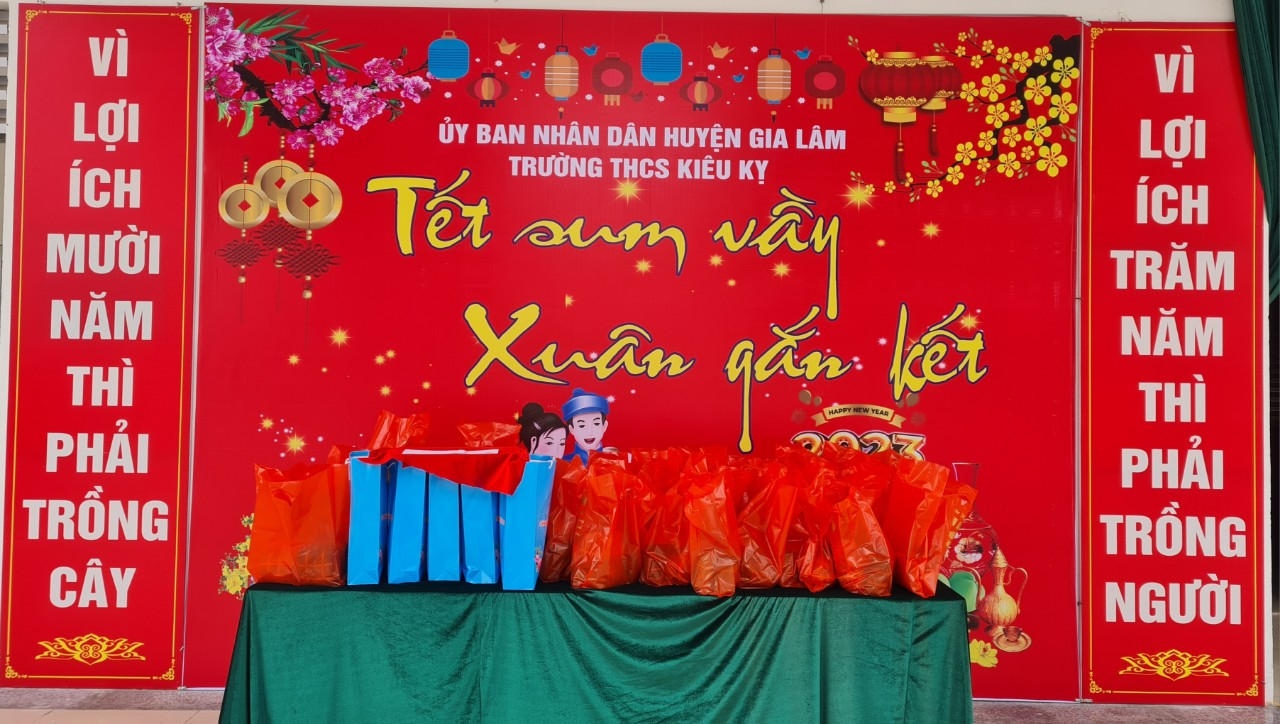 VÌ
LỢI
ÍCH
MƯỜI
NĂM
THÌ
PHẢI
TRỒNG
CÂY
ỦY BAN NHÂN DÂN HUYỆN GIA LÂM
TRƯỜNG THCS KIÊU KỴ
Tết sum vầy
Xuân gắn kết
HAPPY NEW YEAR
2023
VÌ
LỢI
ÍCH
TRĂM
NĂM
THÌ
PHẢI
TRỒNG
NGƯỜI